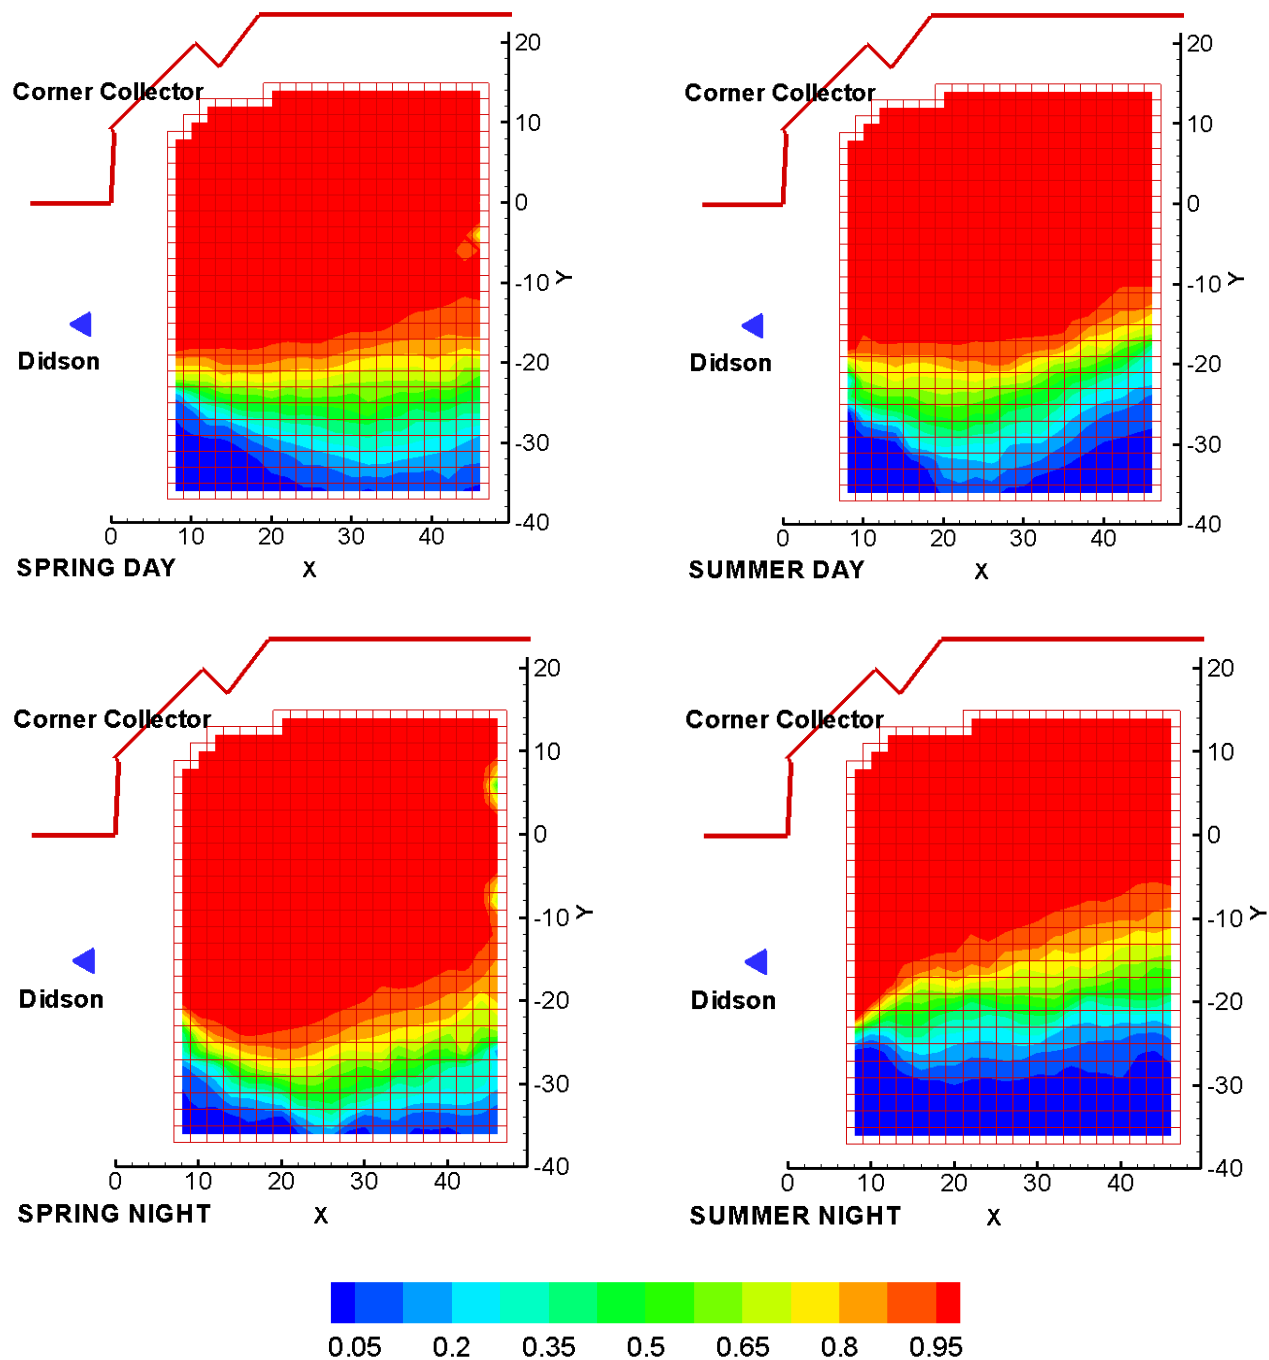 20
Corner Collector
10
0
-10
Y
Didson
-20
-30
-40
0 10 20 30 40
SPRING DAY X
20
Corner Collector
10
0
-10
Y
Didson
-20
-30
-40
0 10 20 30 40
SUMMER DAY X
20
Corner Collector
10
0
-10
Y
Didson
-20
-30
-40
0 10 20 30 40
SPRING NIGHT X
20
Corner Collector
10
0
-10
Y
Didson
-20
-30
-40
0 10 20 30 40
SUMMER NIGHT X
0.05 0.2 0.35 0.5 0.65 0.8 0.95